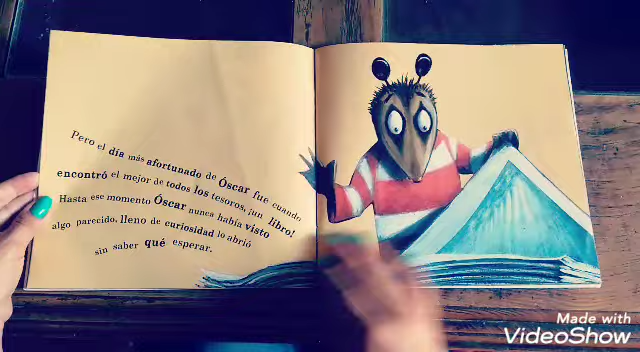 Pero el día más afortunado de Óscar fue cuando
encontró el mejor de todos los tesoros, ¡un libro!
Hasta ese momento Óscar nunca había visto
algo parecido, lleno de curiosidad lo abrió
sin saber qué esperar.
Made with
VideoShow